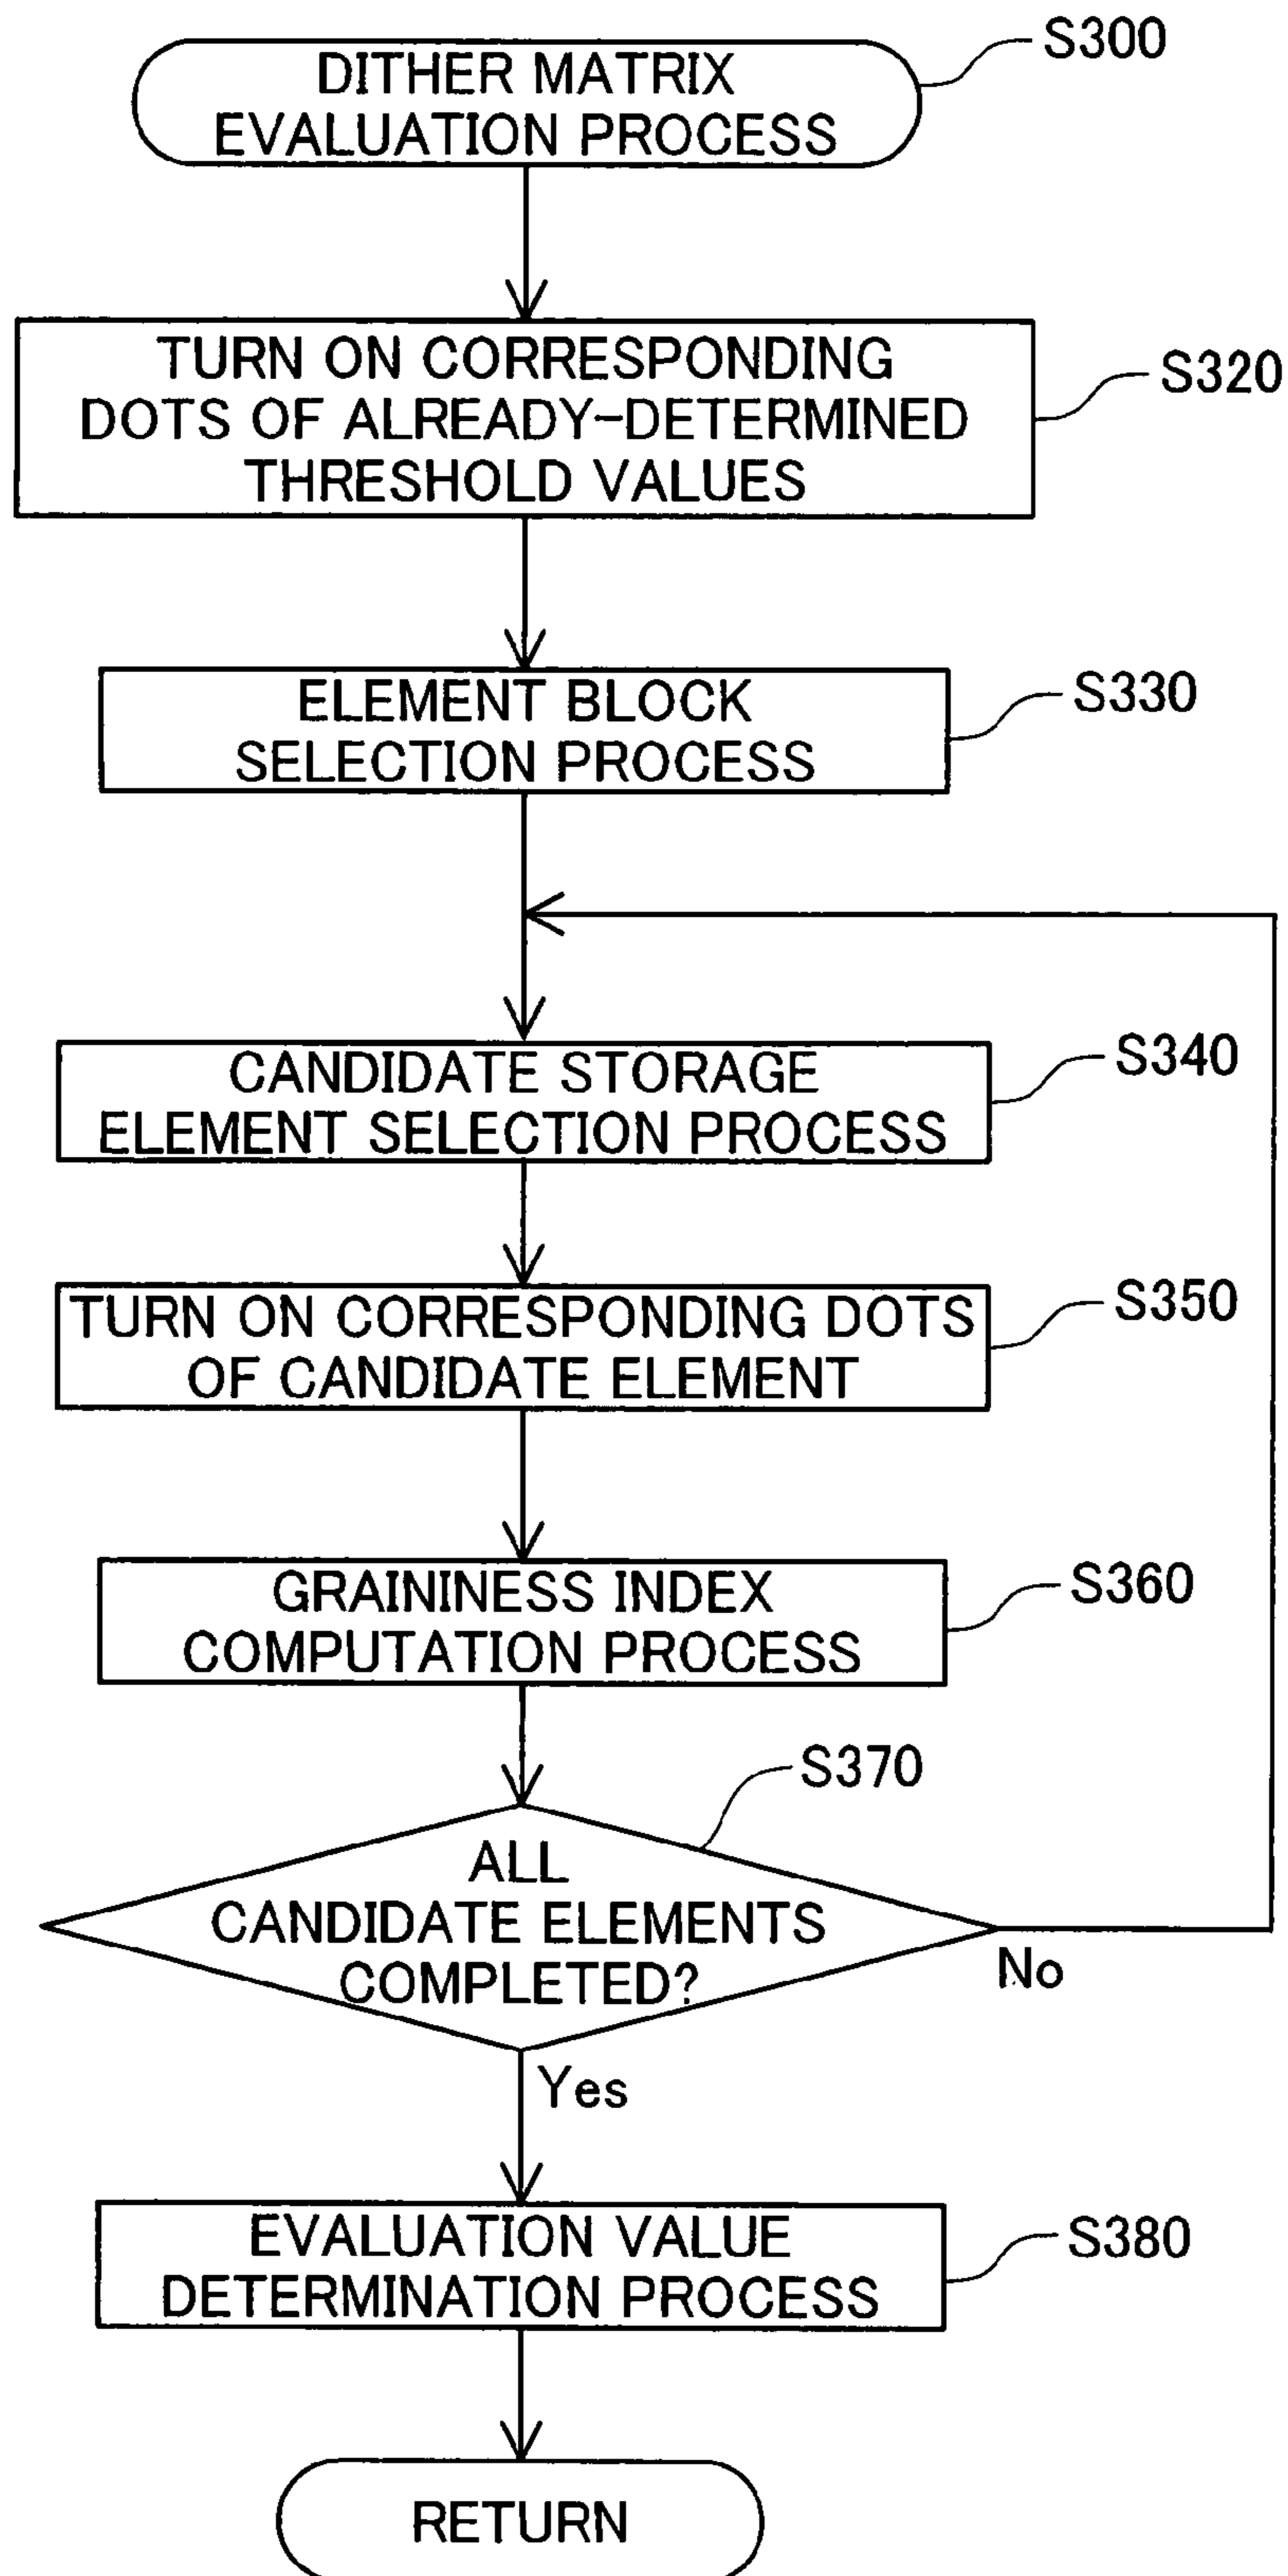 S300
DITHER MATRIX
EVALUATION PROCESS
TURN ON CORRESPONDING
DOTS OF ALREADY-DETERMINED
THRESHOLD VALUES
S320
ELEMENT BLOCK
SELECTION PROCESS
S330
CANDIDATE STORAGE
ELEMENT SELECTION PROCESS
S340
TURN ON CORRESPONDING DOTS
OF CANDIDATE ELEMENT
S350
GRAININESS INDEX
COMPUTATION PROCESS
S360
S370
ALL
CANDIDATE ELEMENTS
COMPLETED?
No
Yes
EVALUATION VALUE
DETERMINATION PROCESS
S380
RETURN